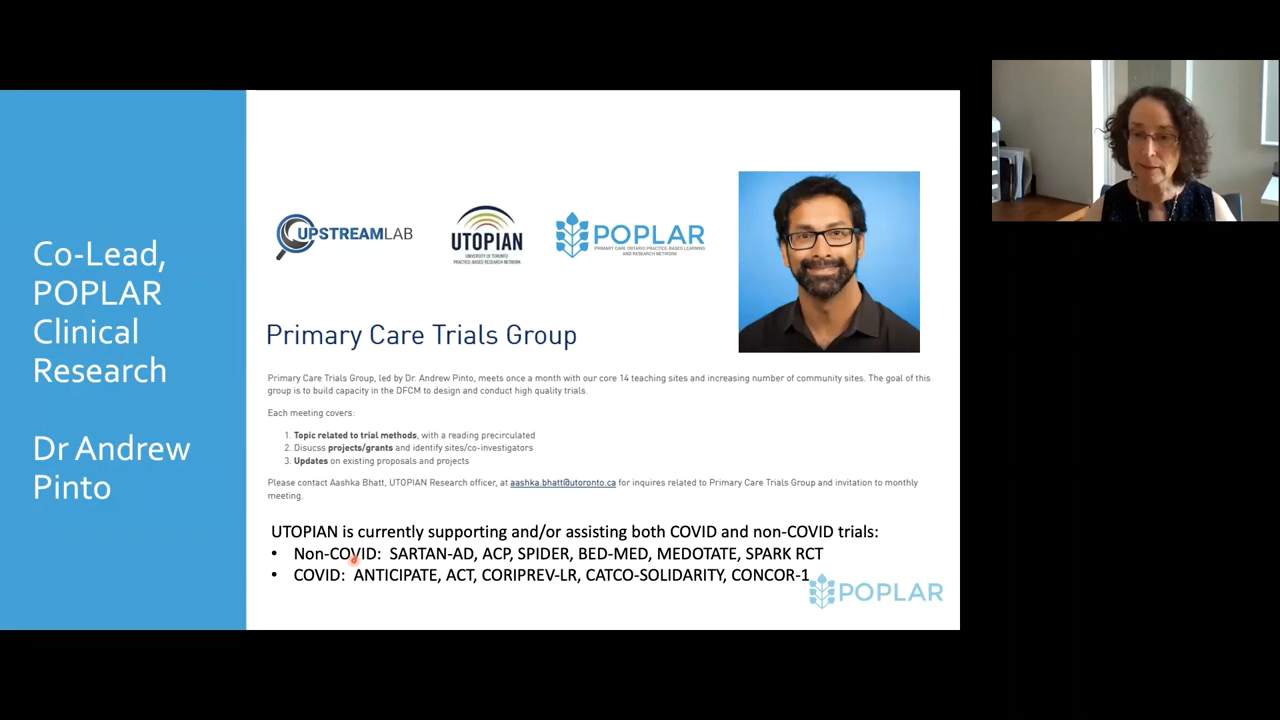 Co-Lead,
POPLAR
Clinical
Research
Dr Andrew
Pinto
UPSTREAMLAB
UTOPIAN
UNIVERSITY OF TORONTO
PRACTICE-BASED RESEARCH NETWORK
POPLAR
PRIMARY CARE ONTARIO PRACTICE-BASED LEARNING
AND RESEARCH NETWORK
Primary Care Trials Group
Primary Care Trials Group, led by Dr. Andrew Pinto, meets once a month with our core 14 teaching sites and increasing number of community sites. The goal of this
group is to build capacity in the DFCM to design and conduct high quality trials.
Each meeting covers:
1. Topic related to trial methods, with a reading precirculated
2. Disucss projects/grants and identify sites/co-investigators
3. Updates on existing proposals and projects
Please contact Aashka Bhatt, UTOPIAN Research officer, at aashka.bhatt@utoronto.ca for inquires related to Primary Care Trials Group and invitation to monthly
meeting.
UTOPIAN is currently supporting and/or assisting both COVID and non-COVID trials:
• Non-COVID: SARTAN-AD, ACP, SPIDER, BED-MED, MEDOTATE, SPARK RCT
• COVID: ANTICIPATE, ACT, CORIPREV-LR, CATCO-SOLIDARITY, CONCOR-1
POPLAR